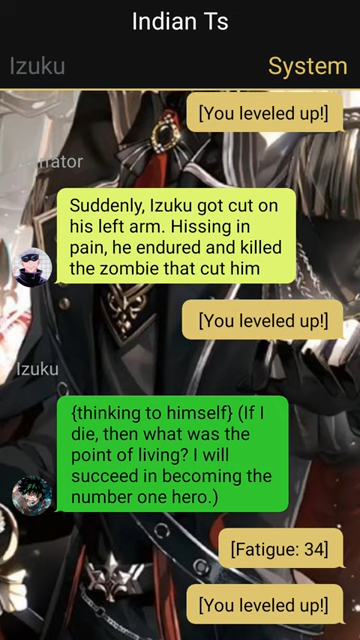 Indian Ts
Izuku
System
[You leveled up!]
rator
Suddenly, Izuku got cut on
his left arm. Hissing in
pain, he endured and killed
the zombie that cut him
[You leveled up!]
Izuku
{thinking to himself} (If I
die, then what was the
point of living? I will
succeed in becoming the
number one hero.)
[Fatigue: 34]
[You leveled up!]